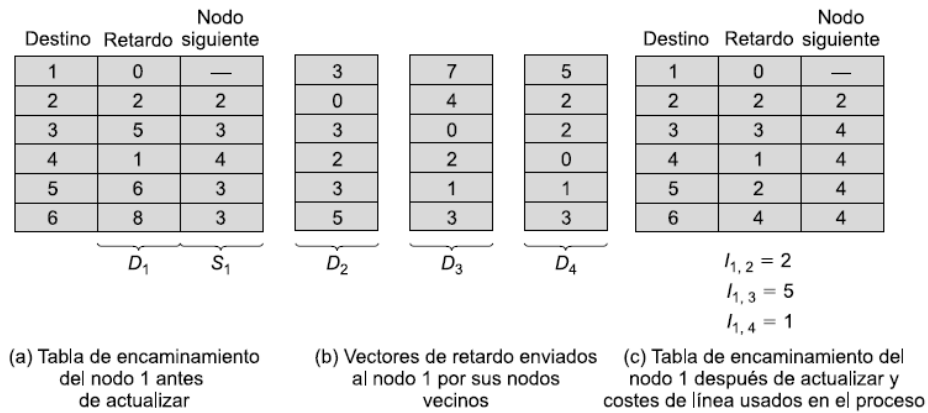 Destino Retardo Nodo siguiente
1 0 —
2 2 2
3 5 3
4 1 4
5 6 3
6 8 3
D1 S1
3 7 5
0 4 2
3 0 2
2 2 0
3 1 1
5 3 3
D2 D3 D4
Destino Retardo Nodo siguiente
1 0 —
2 2 2
3 3 4
4 1 4
5 2 4
6 4 4
l1, 2 = 2
l1, 3 = 5
l1, 4 = 1
(a) Tabla de encaminamiento
del nodo 1 antes
de actualizar
(b) Vectores de retardo enviados
al nodo 1 por sus nodos
vecinos
(c) Tabla de encaminamiento del
nodo 1 después de actualizar y
costes de línea usados en el proceso